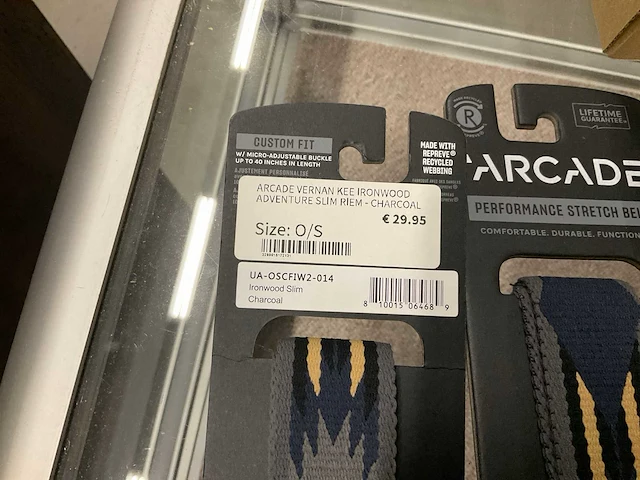 CUSTOM FIT
W/ MICRO-ADJUSTABLE BUCKLE
UP TO 40 INCHES IN LENGTH
AJUSTEMENT PERSONNALISÉ
MADE WITH
REPREVE®
RECYCLED
WEBBING
ARCADE VERNAN KEE IRONWOOD
ADVENTURE SLIM RIEM - CHARCOAL
€ 29.95
Size: O/S
UA-OSCFIW2-014
Ironwood Slim
Charcoal
8 10015 06468 9
R
LIFETIME
GUARANTEE
ARCADE
PERFORMANCE STRETCH BE
COMFORTABLE. DURABLE. FUNCTION